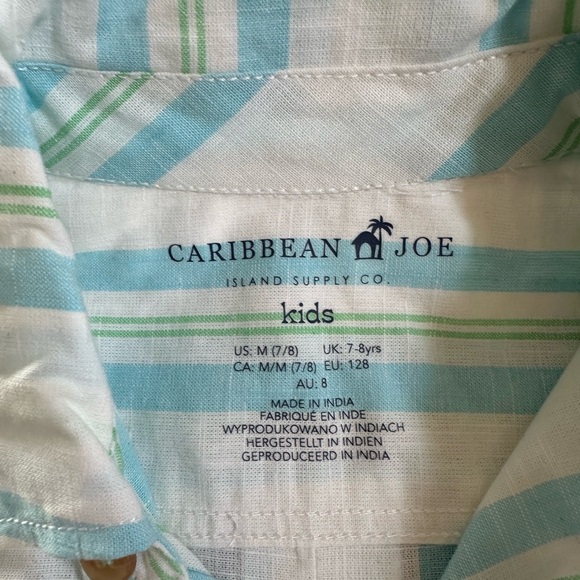 CARIBBEAN JOE
ISLAND SUPPLY CO.
kids
US: M (7/8) UK: 7-8yrs
CA: M/M (7/8) EU: 128
AU: 8
MADE IN INDIA
FABRIQUÉ EN INDE
WYPRODUKOWANO W INDIACH
HERGESTELLT IN INDIEN
GEPRODUCEERD IN INDIA